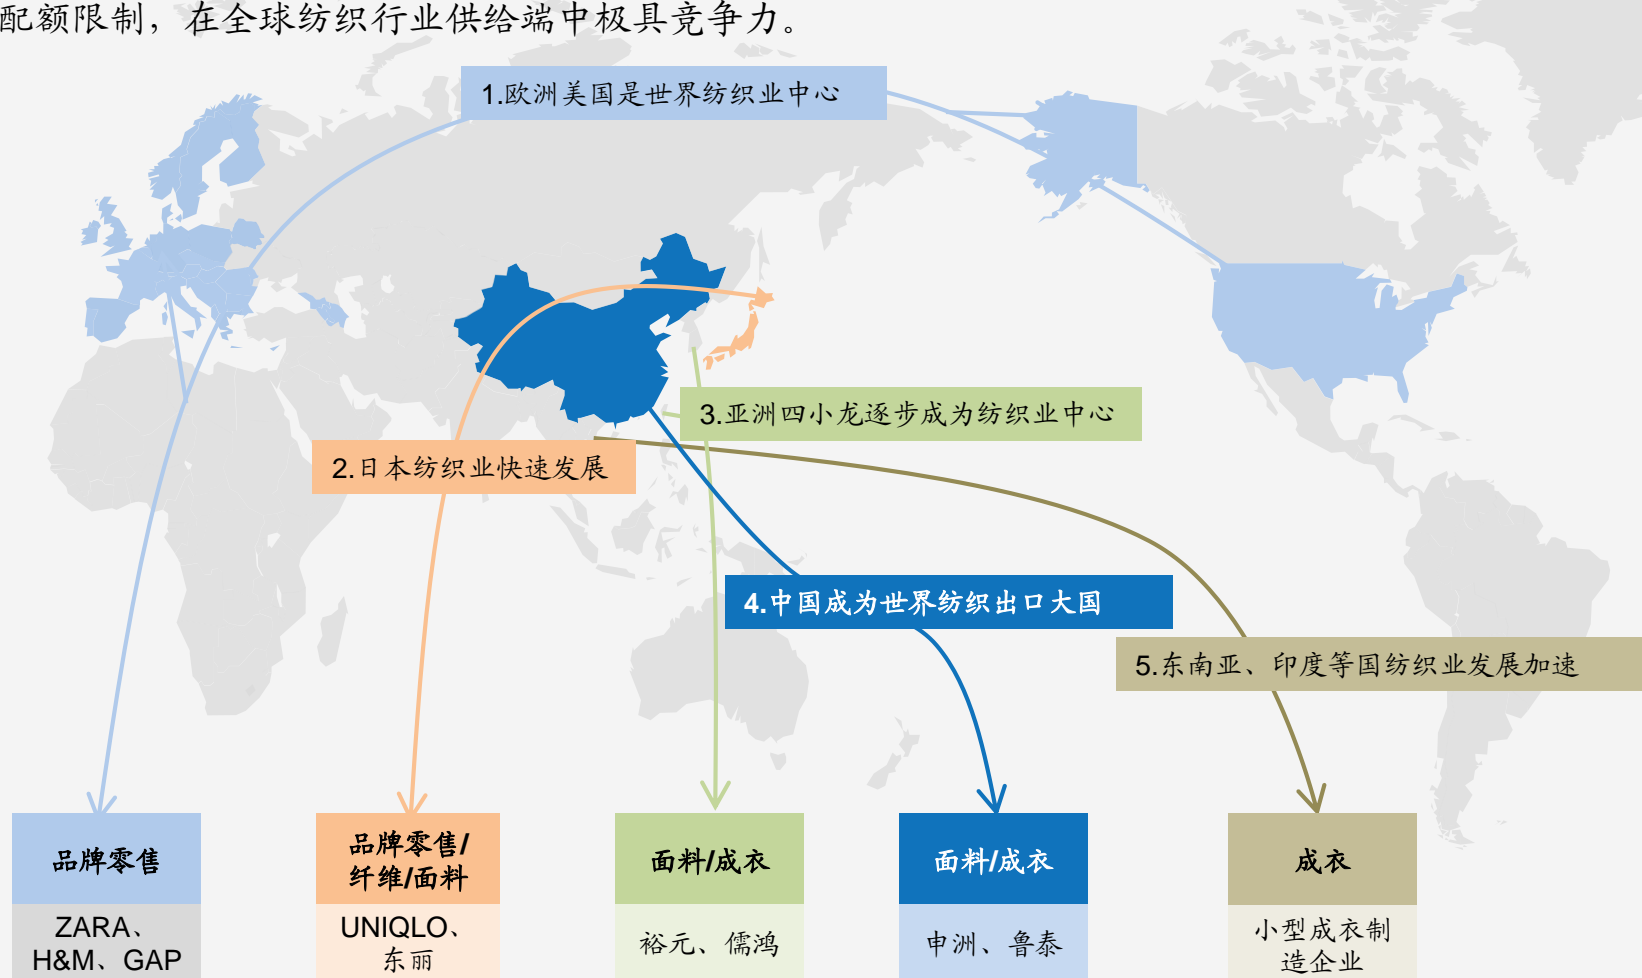 配额限制，在全球纺织行业供给端中极具竞争力。
1.欧洲美国是世界纺织业中心
3.亚洲四小龙逐步成为纺织业中心
2.日本纺织业快速发展
4.中国成为世界纺织出口大国
5.东南亚、印度等国纺织业发展加速
品牌零售
ZARA、
H&M、GAP
品牌零售/
纤维/面料
UNIQLO、
东丽
面料/成衣
裕元、儒鸿
面料/成衣
申洲、鲁泰
成衣
小型成衣制
造企业